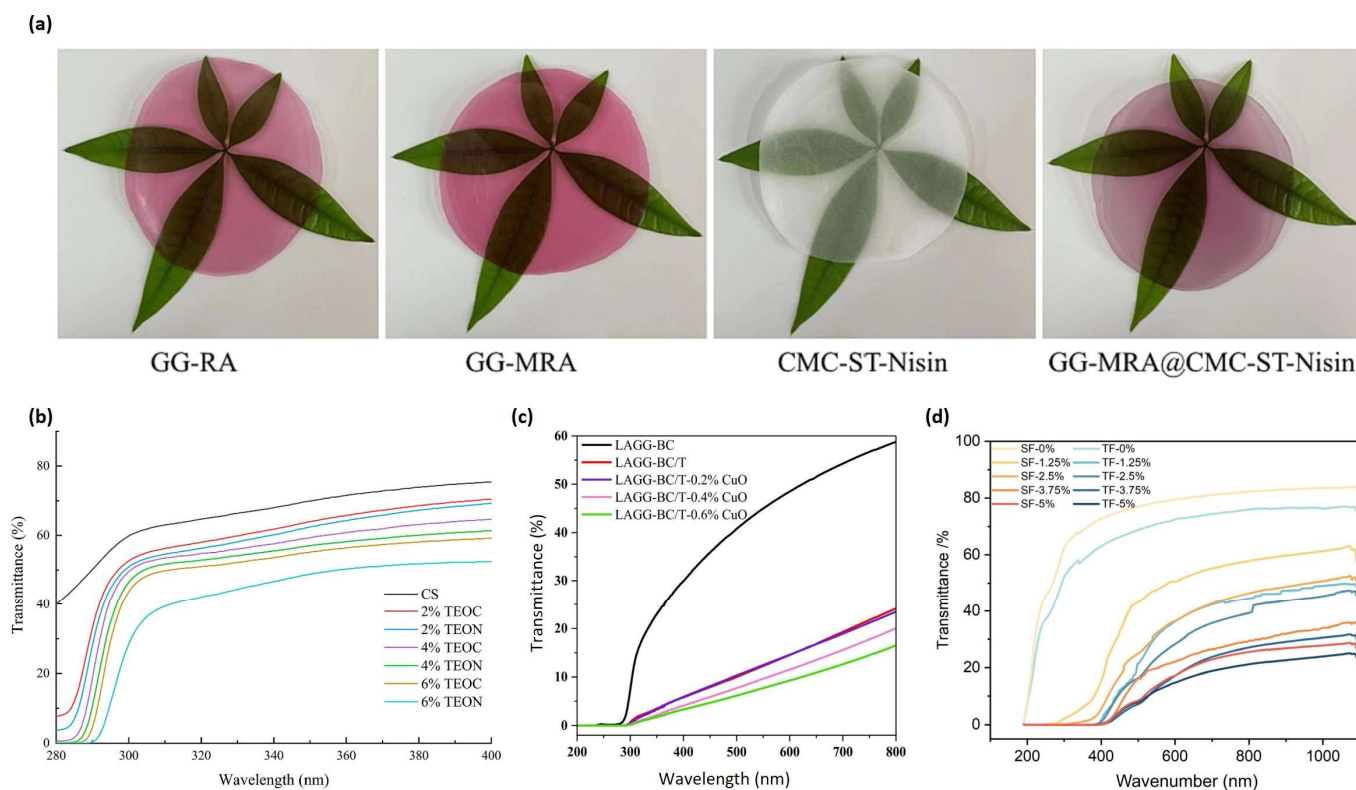 (a)
GG-RA
GG-MRA
CMC-ST-Nisin
GG-MRA@CMC-ST-Nisin
(b)
Transmittance (%)
80
60
40
20
0
280
300
320
340
360
380
400
Wavelength (nm)
CS
2% TEOC
2% TEON
4% TEOC
4% TEON
6% TEOC
6% TEON
(c)
Transmittance (%)
60
50
40
30
20
10
0
200
300
400
500
600
700
800
Wavelength (nm)
LAGG-BC
LAGG-BC/T
LAGG-BC/T-0.2% CuO
LAGG-BC/T-0.4% CuO
LAGG-BC/T-0.6% CuO
(d)
Transmittance /%
100
80
60
40
20
0
200
400
600
800
1000
Wavenumber (nm)
SF-0%
SF-1.25%
SF-2.5%
SF-3.75%
SF-5%
TF-0%
TF-1.25%
TF-2.5%
TF-3.75%
TF-5%